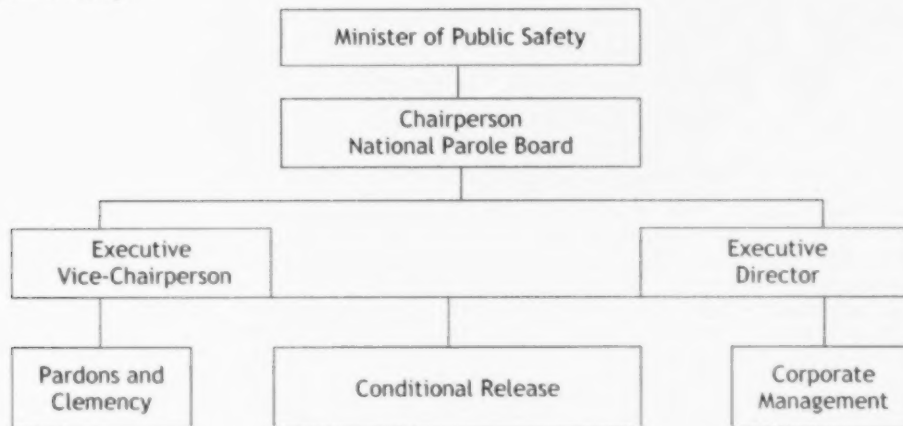 Minister of Public Safety
Chairperson
National Parole Board
Executive
Vice-Chairperson
Executive
Director
Pardons and
Clemency
Conditional Release
Corporate
Management